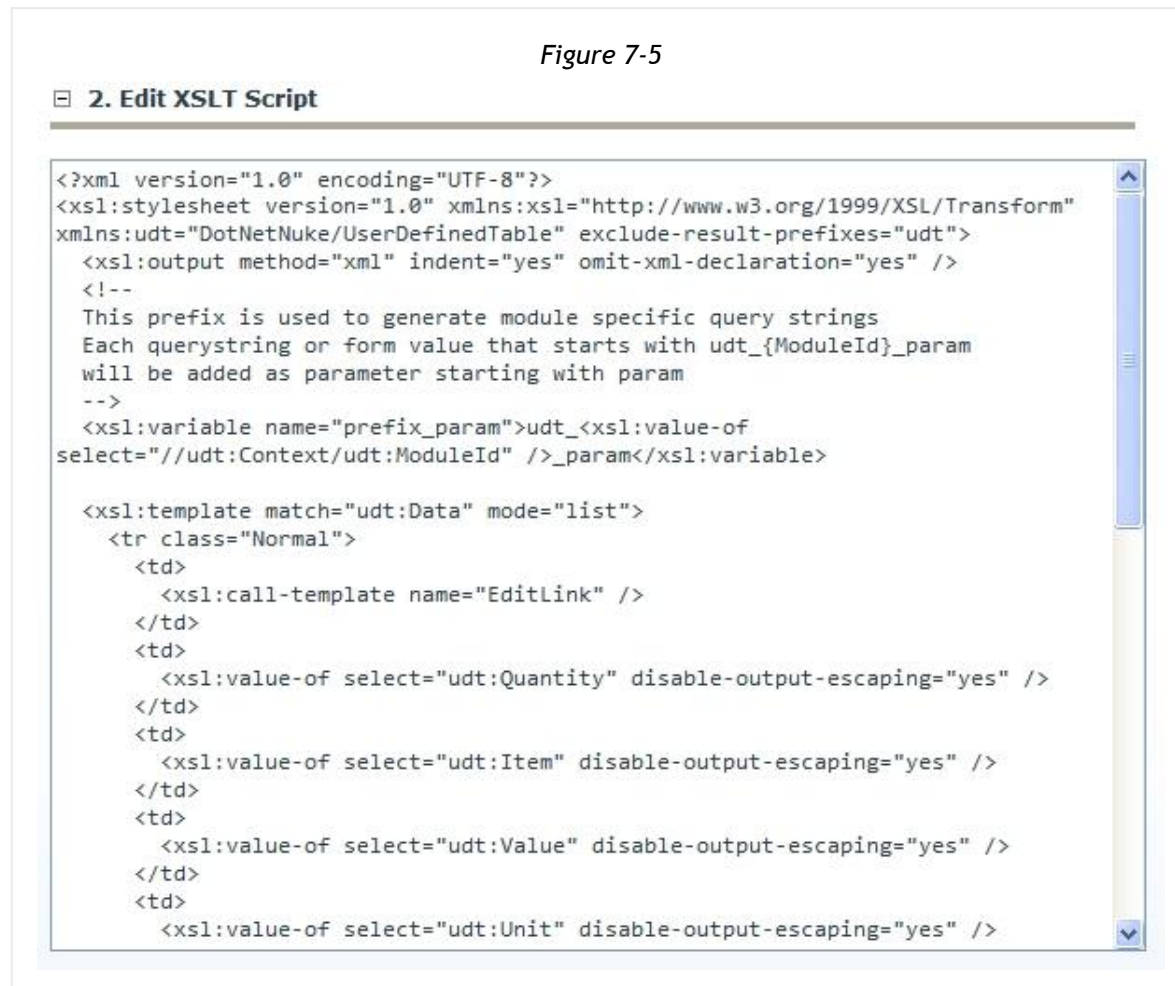 Figure 7-5
2. Edit XSLT Script
<?xml version="1.0" encoding="UTF-8"?>
<xsl:stylesheet version="1.0" xmlns:xsl="http://www.w3.org/1999/XSL/Transform"
xmlns:udt="DotNetNuke/UserDefinedTable" exclude-result-prefixes="udt">
  <xsl:output method="xml" indent="yes" omit-xml-declaration="yes" />
  <!--
  This prefix is used to generate module specific query strings
  Each querystring or form value that starts with udt_{ModuleId}_param
  will be added as parameter starting with param
  -->
  <xsl:variable name="prefix_param">udt_<xsl:value-of
select="//udt:Context/udt:ModuleId" />_param</xsl:variable>

  <xsl:template match="udt:Data" mode="list">
    <tr class="Normal">
      <td>
        <xsl:call-template name="EditLink" />
      </td>
      <td>
        <xsl:value-of select="udt:Quantity" disable-output-escaping="yes" />
      </td>
      <td>
        <xsl:value-of select="udt:Item" disable-output-escaping="yes" />
      </td>
      <td>
        <xsl:value-of select="udt:Value" disable-output-escaping="yes" />
      </td>
      <td>
        <xsl:value-of select="udt:Unit" disable-output-escaping="yes" />